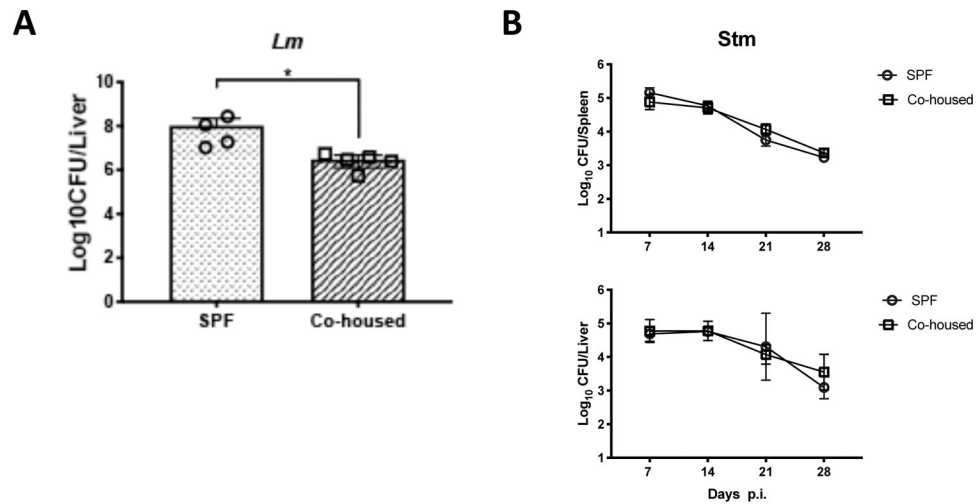 A
Lm
*
Log10CFU/Liver
10
8
6
4
2
0
SPF
Co-housed
B
Stm
Log10 CFU/Spleen
6
5
4
3
2
1
7
14
21
28
SPF
Co-housed
Log10 CFU/Liver
6
5
4
3
2
1
7
14
21
28
Days p.i.
SPF
Co-housed